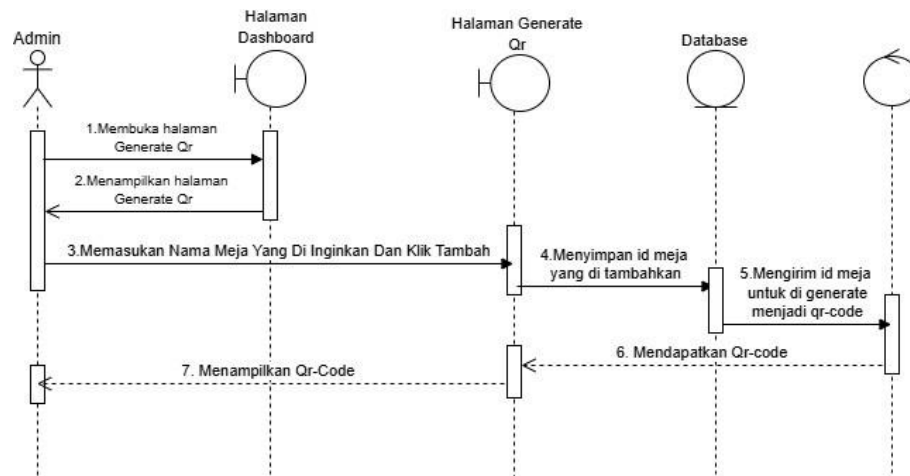 Admin
Halaman
Dashboard
Halaman Generate
Qr
Database
1.Membuka halaman
Generate Qr
2.Menampilkan halaman
Generate Qr
3.Memasukan Nama Meja Yang Di Inginkan Dan Klik Tambah
4.Menyimpan id meja
yang di tambahkan
5.Mengirim id meja
untuk di generate
menjadi qr-code
6. Mendapatkan Qr-code
7. Menampilkan Qr-Code